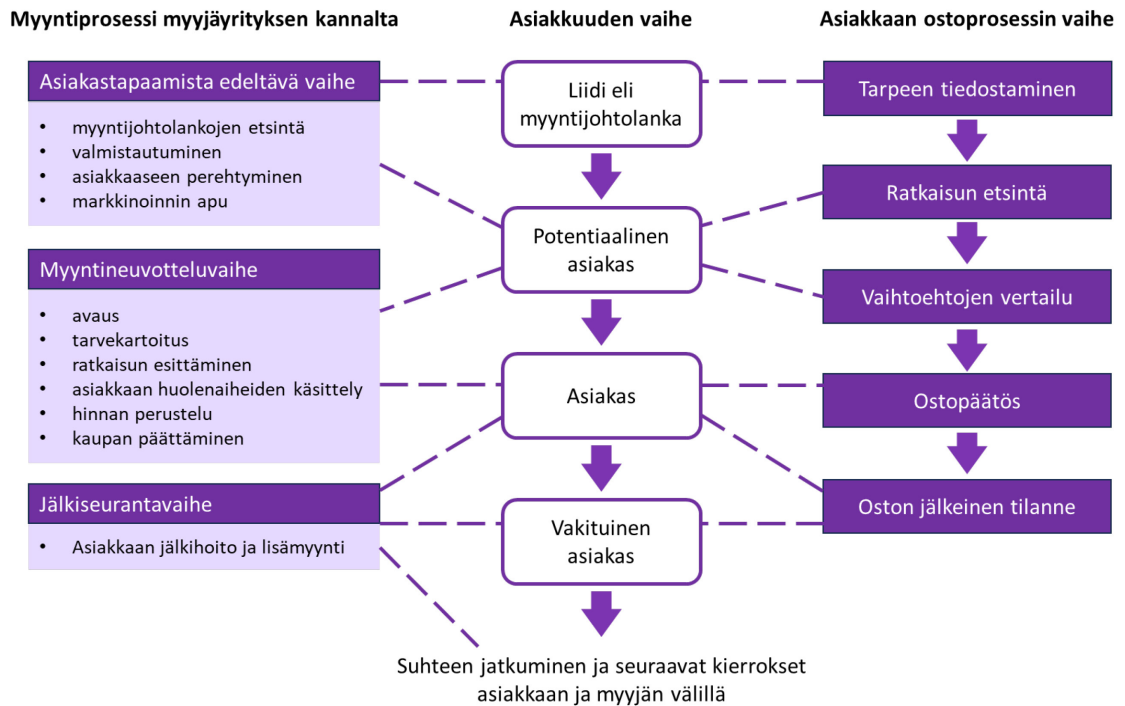 Myyntiprosessi myyjäyrityksen kannalta
Asiakastapaamista edeltävä vaihe
• myyntijohtolankojen etsintä
• valmistautuminen
• asiakkaaseen perehtyminen
• markkinoinnin apu
Myyntineuvotteluvaihe
• avaus
• tarvekartoitus
• ratkaisun esittäminen
• asiakkaan huolenaiheiden käsittely
• hinnan perustelu
• kaupan päättäminen
Jälkiseurantavaihe
• Asiakkaan jälkihoito ja lisämyynti
Asiakkuuden vaihe
Liidi eli
myyntijohtolanka
Potentiaalinen
asiakas
Asiakas
Vakituinen
asiakas
Suhteen jatkuminen ja seuraavat kierrokset
asiakkaan ja myyjän välillä
Asiakkaan ostoprosessin vaihe
Tarpeen tiedostaminen
Ratkaisun etsintä
Vaihtoehtojen vertailu
Ostopäätös
Oston jälkeinen tilanne